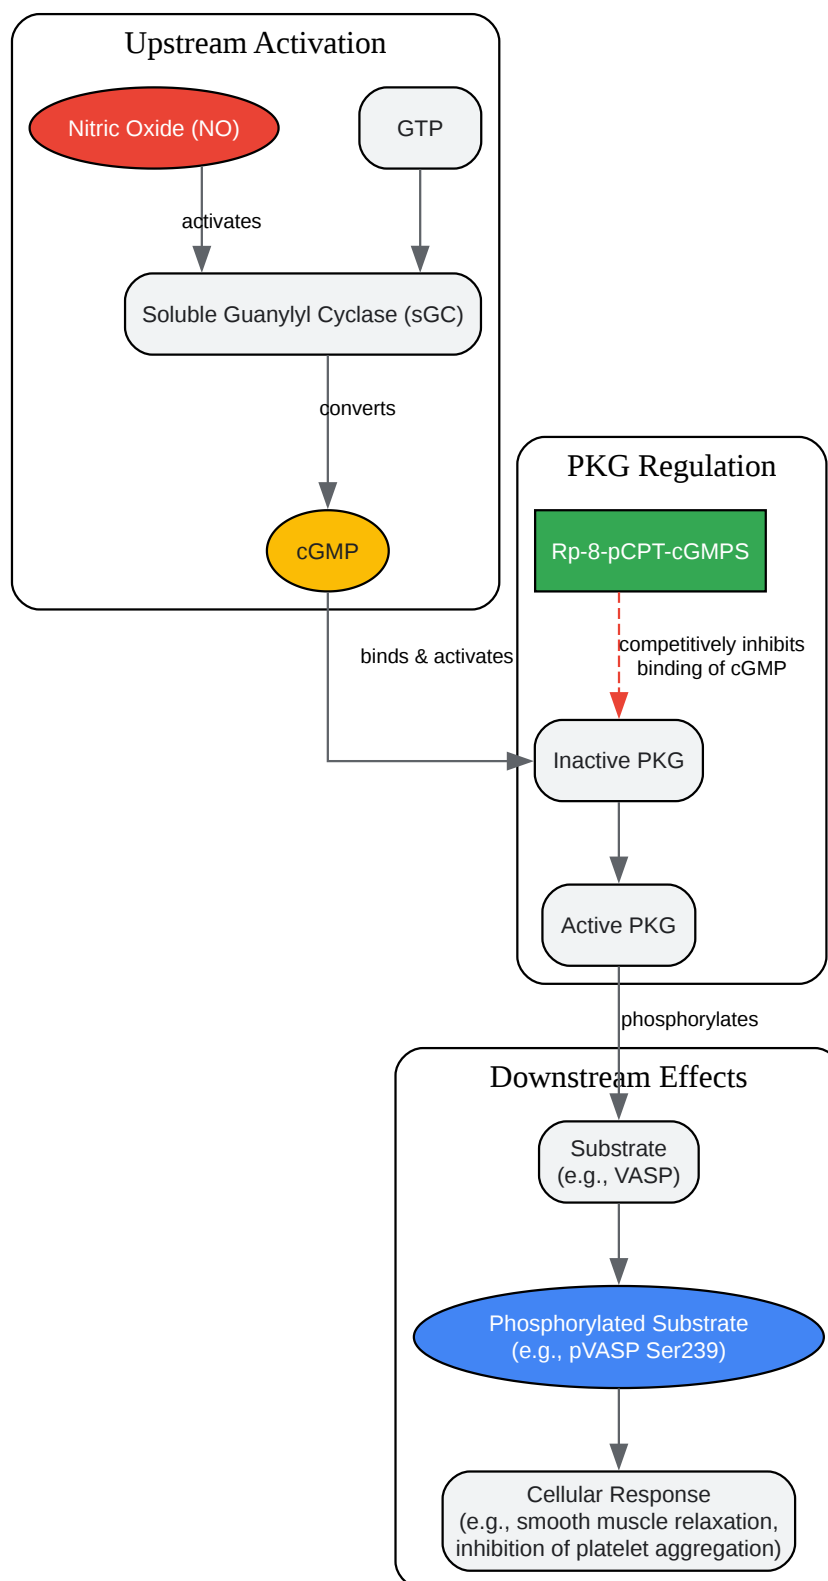 Upstream Activation
Nitric Oxide (NO)
GTP
activates
Soluble Guanylyl Cyclase (sGC)
converts
cGMP
PKG Regulation
Rp-8-pCPT-cGMPS
binds & activates
competitively inhibits
binding of cGMP
Inactive PKG
Active PKG
phosphorylates
Downstream Effects
Substrate
(e.g., VASP)
Phosphorylated Substrate
(e.g., pVASP Ser239)
Cellular Response
(e.g., smooth muscle relaxation,
inhibition of platelet aggregation)